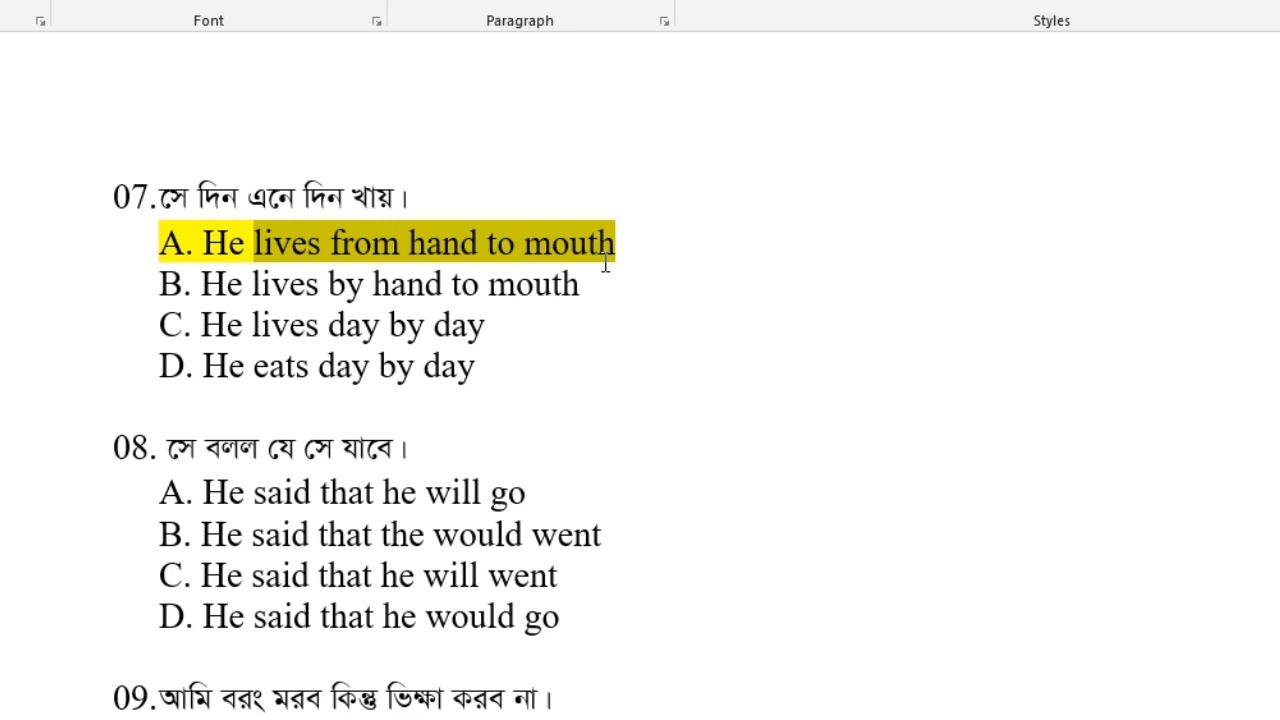 Font Paragraph Styles
07.সে দিন এনে দিন খায়।
A. He lives from hand to mouth
B. He lives by hand to mouth
C. He lives day by day
D. He eats day by day
08. সে বলল যে সে যাবে।
A. He said that he will go
B. He said that the would went
C. He said that he will went
D. He said that he would go
09.আমি বরং মরব কিন্তু ভিক্ষা করব না।